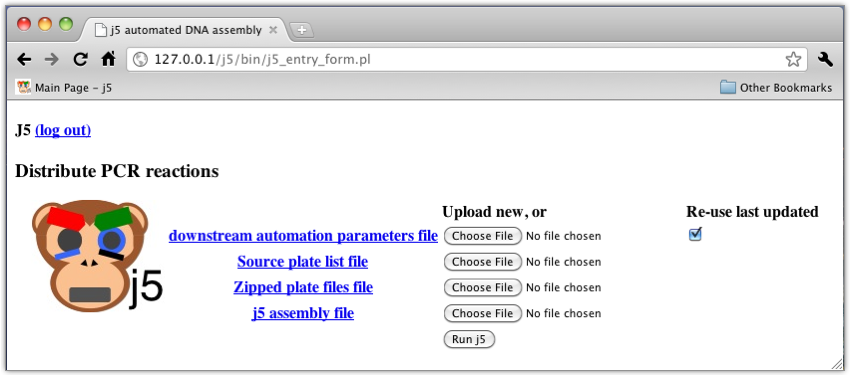 j5 automated DNA assembly
127.0.0.1/j5/bin/j5_entry_form.pl
Main Page – j5 Other Bookmarks
J5 (log out)
Distribute PCR reactions
Upload new, or Re-use last updated
downstream automation parameters file Choose File No file chosen
Source plate list file Choose File No file chosen
Zipped plate files file Choose File No file chosen
j5
j5 assembly file Choose File No file chosen
Run j5